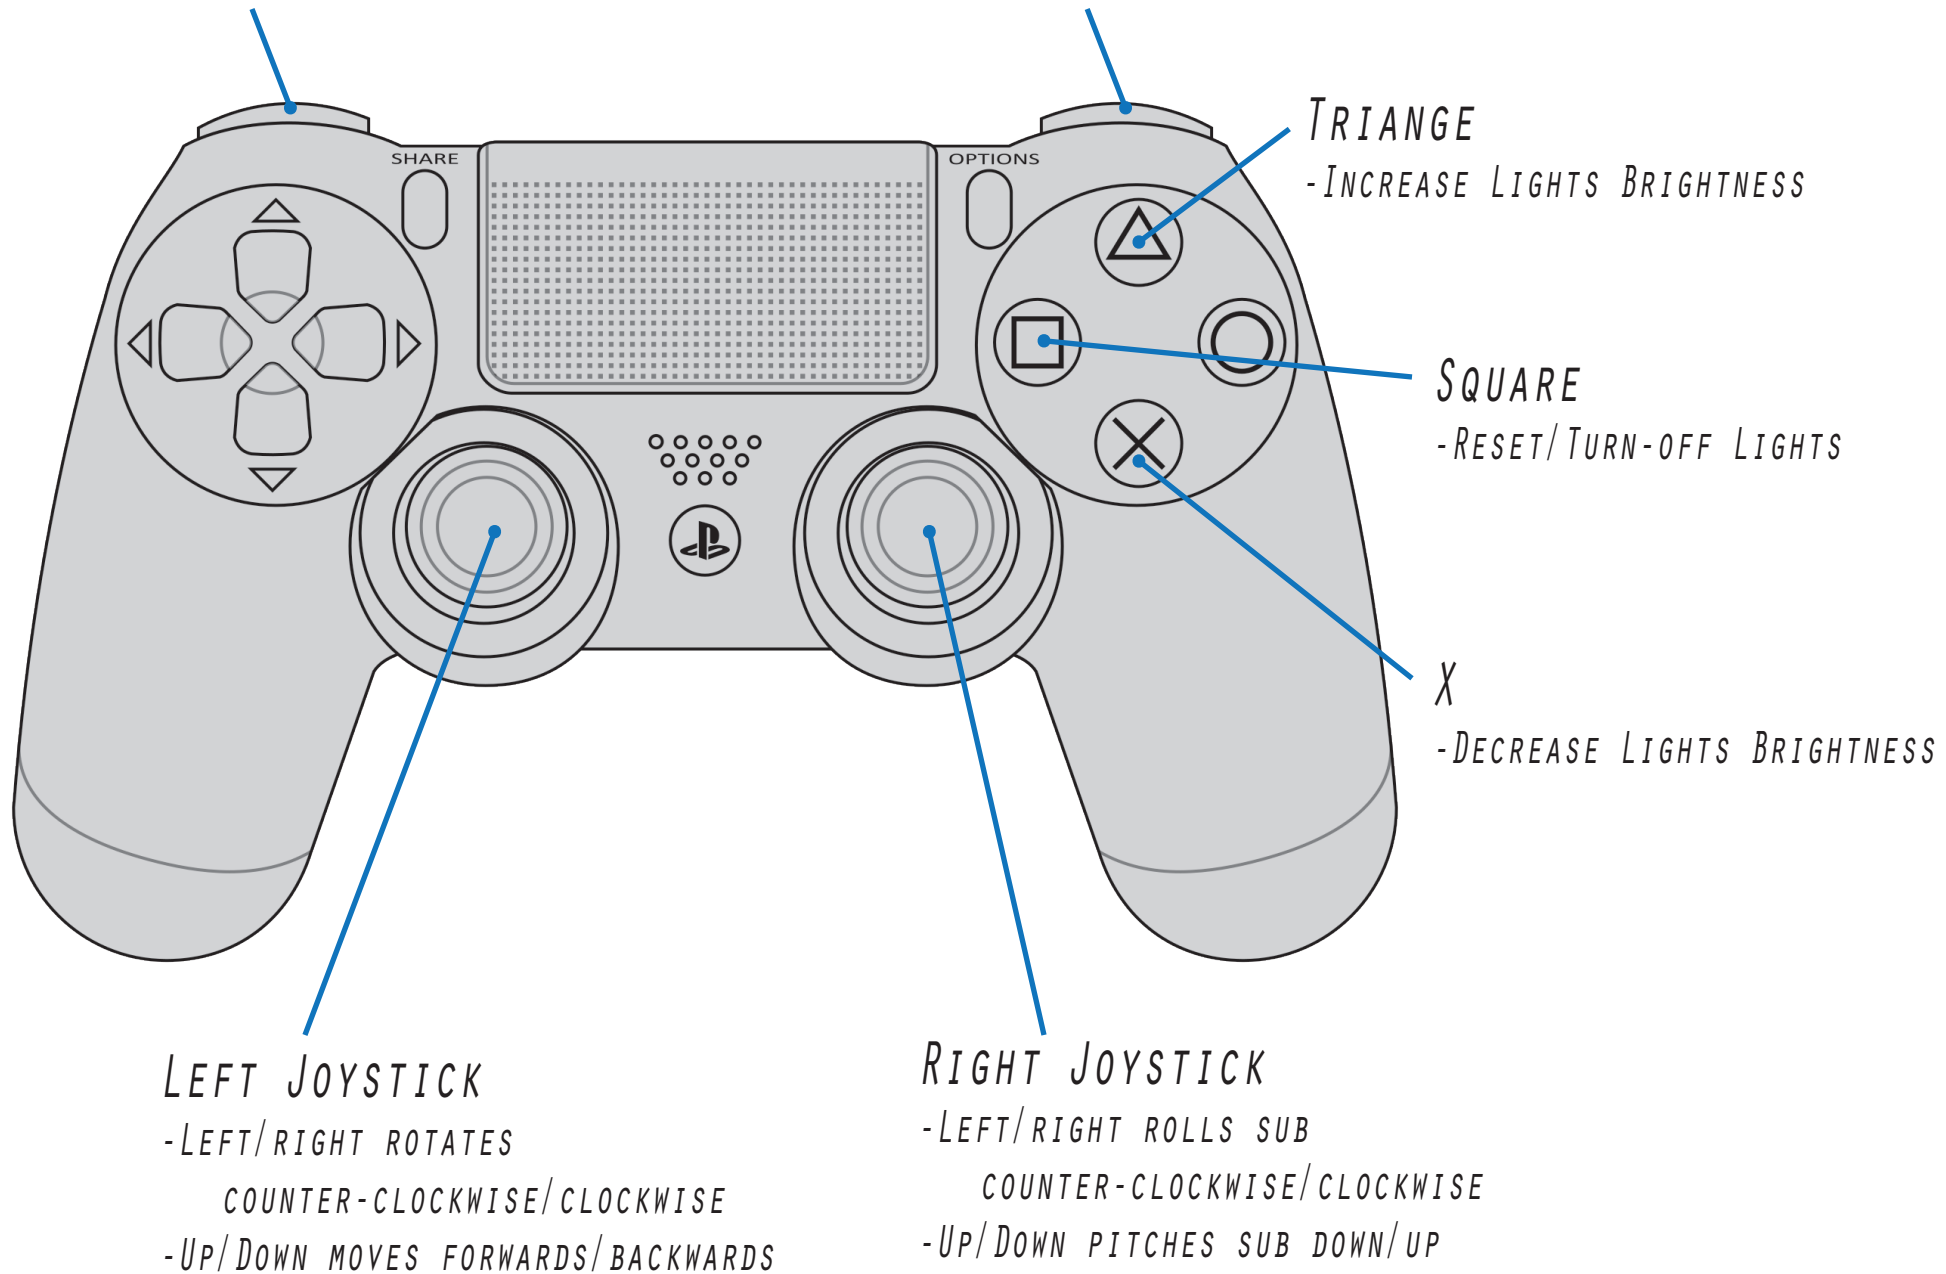 SHARE
OPTIONS
TRIANGE
-INCREASE LIGHTS BRIGHTNESS
SQUARE
-RESET/TURN-OFF LIGHTS
X
-DECREASE LIGHTS BRIGHTNESS
LEFT JOYSTICK
-LEFT/RIGHT ROTATES
COUNTER-CLOCKWISE/CLOCKWISE
-UP/DOWN MOVES FORWARDS/BACKWARDS
RIGHT JOYSTICK
-LEFT/RIGHT ROLLS SUB
COUNTER-CLOCKWISE/CLOCKWISE
-UP/DOWN PITCHES SUB DOWN/UP